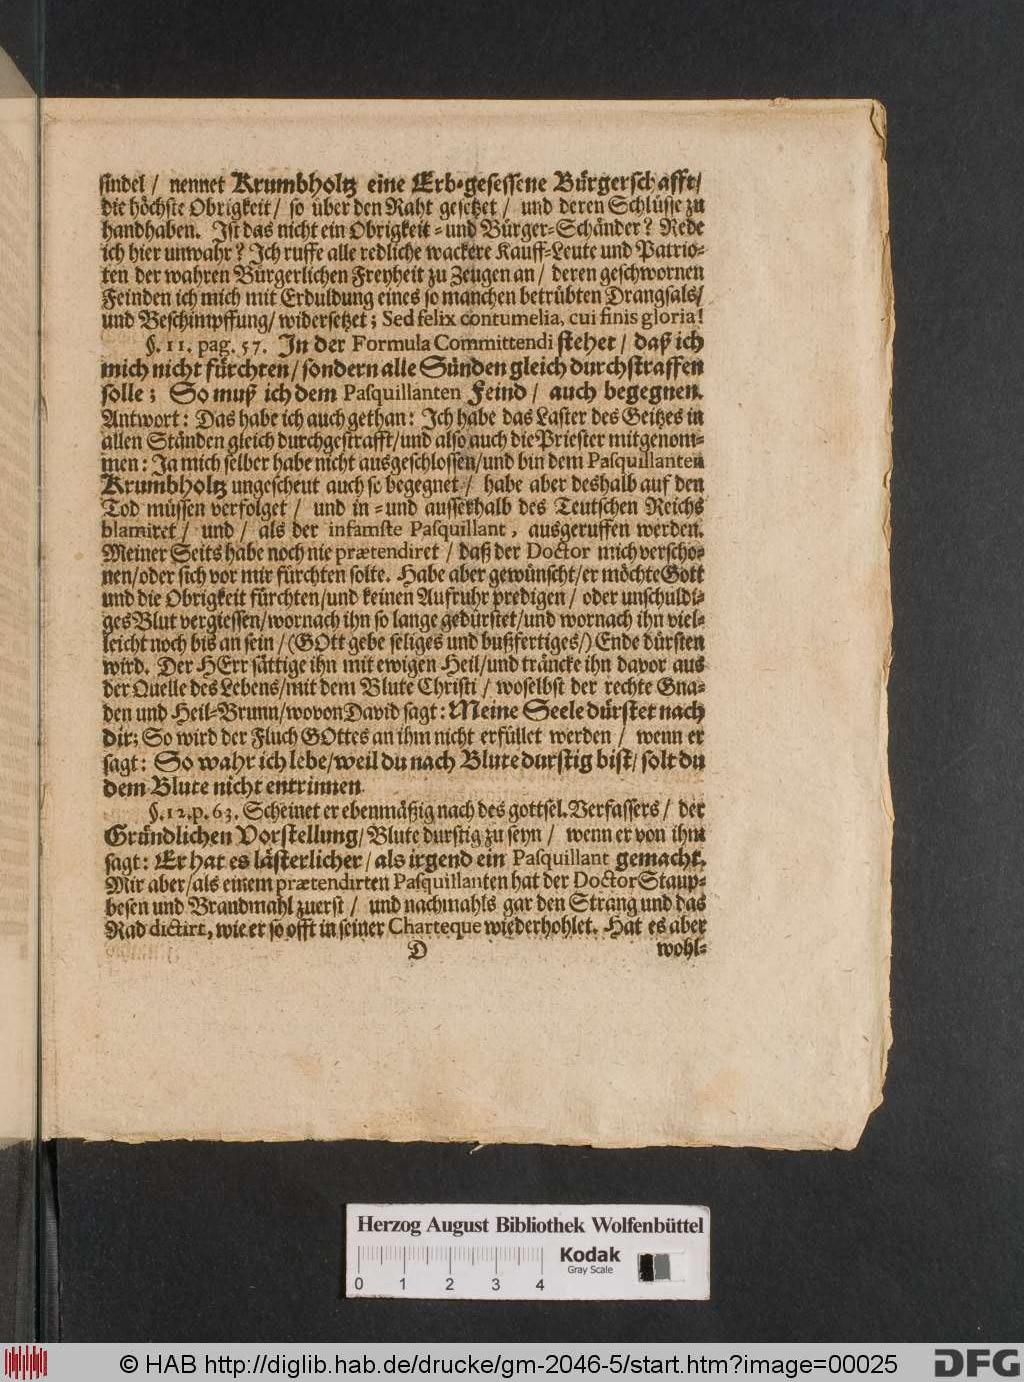 sindel / nennet Krumbholtz eine Erb-gesessene Bürgerschafft/
die höchste Obrigkeit / so über den Raht gesetzet / und deren Schlüsse zu
handhaben. Ist das nicht ein Obrigkeit- und Bürger-Schänder? Rede
ich hier unwahr? Ich ruffe alle redliche wackere Kauff-Leute und Patrio-
ten der wahren Bürgerlichen Freyheit zu Zeugen an / deren geschwornen
Feinden ich mich mit Erduldung eines so manchen betrübten Drangsals/
und Beschimpffung/ widersetzet; Sed felix contumelia, cui finis gloria!
§. 11. pag. 57. In der Formula Committendi stehet / daß ich
mich nicht fürchten/ sondern alle Sünden gleich durchstraffen
solle; So muß ich dem Pasquillanten Feind / auch begegnen.
Antwort: Das habe ich auch gethan: Ich habe das Laster des Geitzes in
allen Ständen gleich durchgestrafft/und also auch die Priester mitgenom-
men: Ja mich selber habe nicht ausgeschlossen/und bin dem Pasquillanten
Krumbholtz ungescheut auch so begegnet / habe aber deshalb auf den
Tod müssen verfolget / und in- und ausserhalb des Teutschen Reichs
blamiret / und / als der infamste Pasquillant, ausgeruffen werden.
Meiner Seits habe noch nie prætendiret / daß der Doctor mich verscho-
nen/oder sich vor mir fürchten solte. Habe aber gewünscht/er möchte Gott
und die Obrigkeit fürchten/und keinen Aufruhr predigen / oder unschuldi-
ges Blut vergiessen/wornach ihn so lange gedürstet/und wornach ihn viel-
leicht noch bis an sein /(GOtt gebe seliges und bußfertiges/) Ende dürsten
wird. Der HErr sättige ihn mit ewigen Heil/und träncke ihn davor aus
der Quelle des Lebens/mit dem Blute Christi / woselbst der rechte Gna-
den und Heil-Brunn/wovon David sagt: Meine Seele dürstet nach
dir; So wird der Fluch GOttes an ihm nicht erfüllet werden / wenn er
sagt: So wahr ich lebe/weil du nach Blute durstig bist/ solt du
dem Blute nicht entrinnen.
§. 12. p. 63. Scheinet er ebenmäßig nach des gottsel. Verfassers / der
Gründlichen Vorstellung/ Blute durstig zu seyn / wenn er von ihm
sagt: Er hat es lästerlicher/ als irgend ein Pasquillant gemacht.
Mir aber/als einem prætendirten Pasquillanten hat der Doctor Staup-
besen und Brandmahl zuerst / und nachmahls gar den Strang und das
Rad dictirt, wie er so offt in seiner Charteque wiederhohlet. Hat es aber
D wohl-
Herzog August Bibliothek Wolfenbüttel
Kodak
Gray Scale
0 1 2 3 4
© HAB http://diglib.hab.de/drucke/gm-2046-5/start.htm?image=00025
DFG